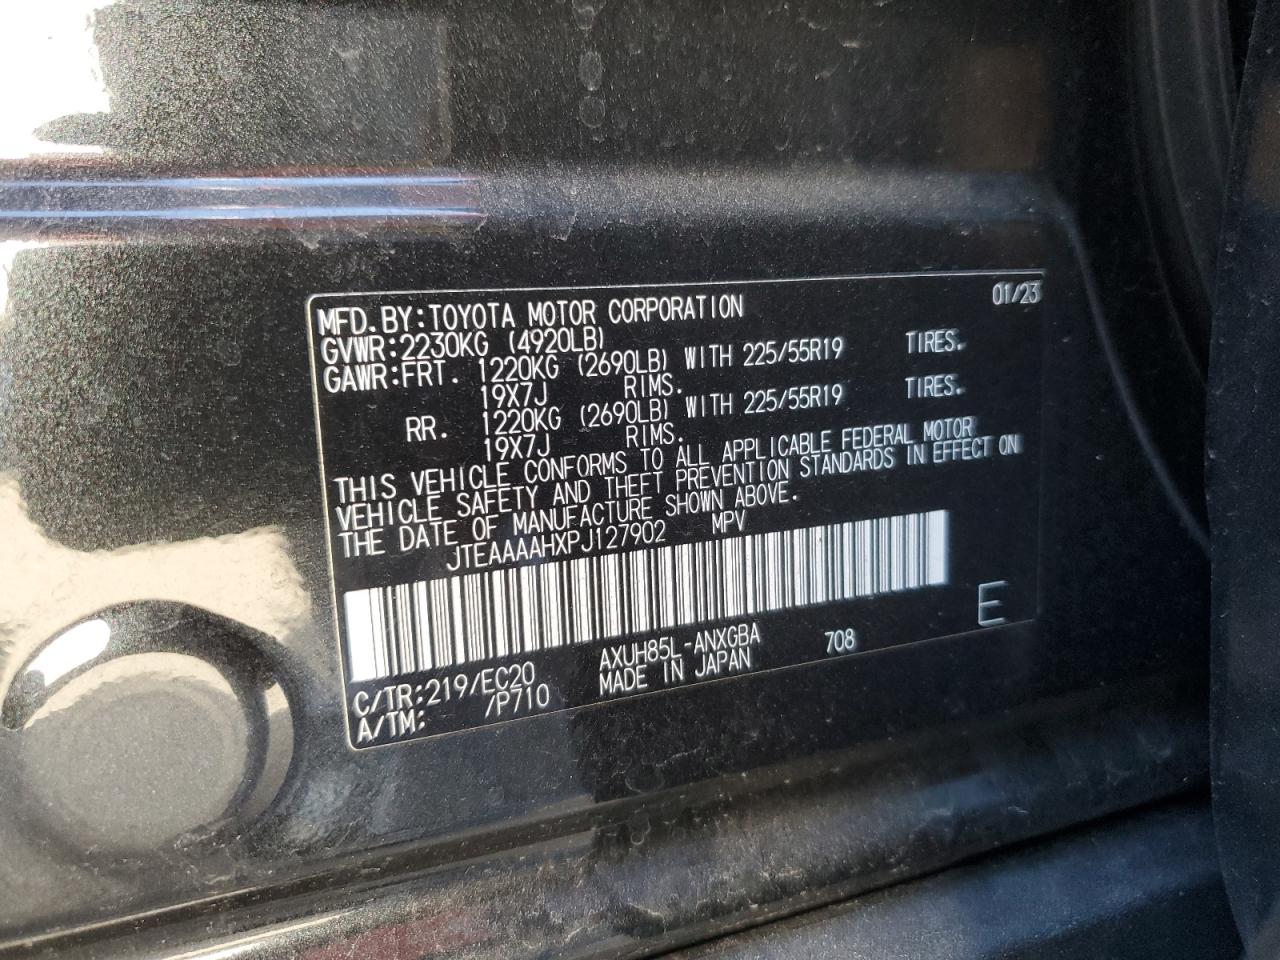 MFD.BY:TOYOTA MOTOR CORPORATION 01/23
GVWR:2230KG (4920LB)
GAWR:FRT. 1220KG (2690LB) WITH 225/55R19 TIRES.
19X7J RIMS.
RR. 1220KG (2690LB) WITH 225/55R19 TIRES.
19X7J RIMS.
THIS VEHICLE CONFORMS TO ALL APPLICABLE FEDERAL MOTOR
VEHICLE SAFETY AND THEFT PREVENTION STANDARDS IN EFFECT ON
THE DATE OF MANUFACTURE SHOWN ABOVE.
JTEAAAAHXPJ127902 MPV
E
C/TR:219/EC20 AXUH85L-ANXGBA 708
A/TM: /P710 MADE IN JAPAN